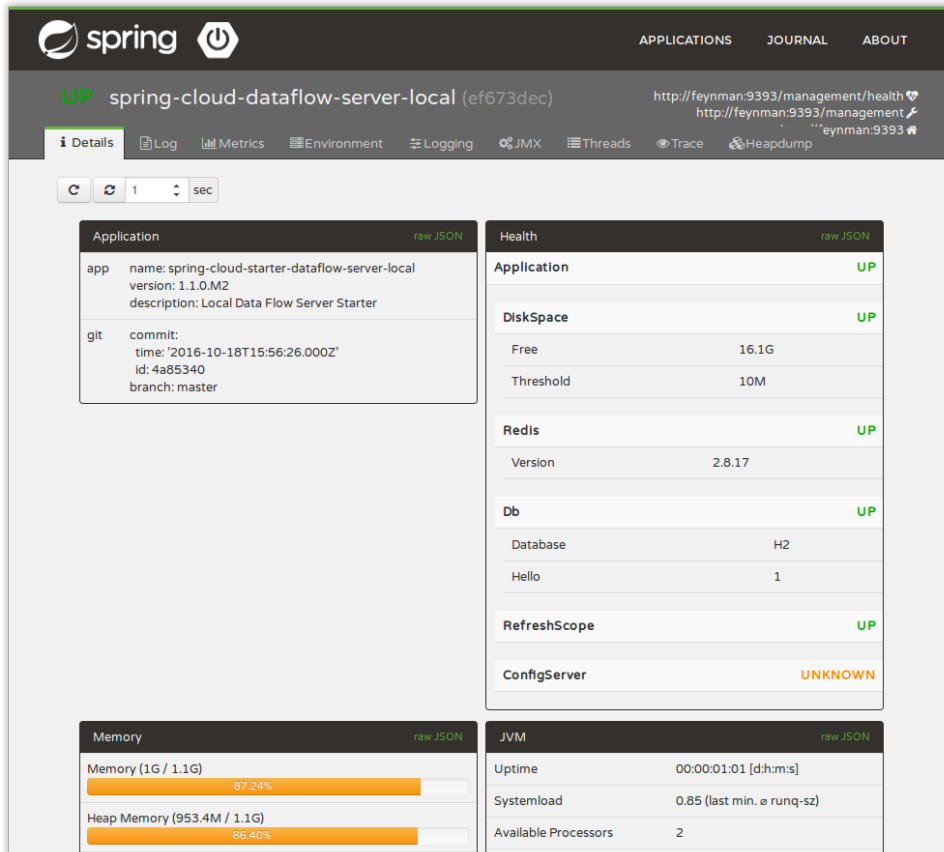 spring
APPLICATIONS JOURNAL ABOUT
UP spring-cloud-dataflow-server-local (ef673dec)
http://feynman:9393/management/health
http://feynman:9393/management
feynman:9393
Details Log Metrics Environment Logging JMX Threads Trace Heapdump
1 sec
Application raw JSON
app name: spring-cloud-starter-dataflow-server-local
version: 1.1.0.M2
description: Local Data Flow Server Starter
git commit:
time: '2016-10-18T15:56:26.000Z'
id: 4a85340
branch: master
Health raw JSON
Application UP
DiskSpace UP
Free 16.1G
Threshold 10M
Redis UP
Version 2.8.17
Db UP
Database H2
Hello 1
RefreshScope UP
ConfigServer UNKNOWN
Memory raw JSON
Memory (1G / 1.1G)
87.24%
Heap Memory (953.4M / 1.1G)
86.40%
JVM raw JSON
Uptime 00:00:01:01 [d:h:m:s]
Systemload 0.85 (last min. ø runq-sz)
Available Processors 2